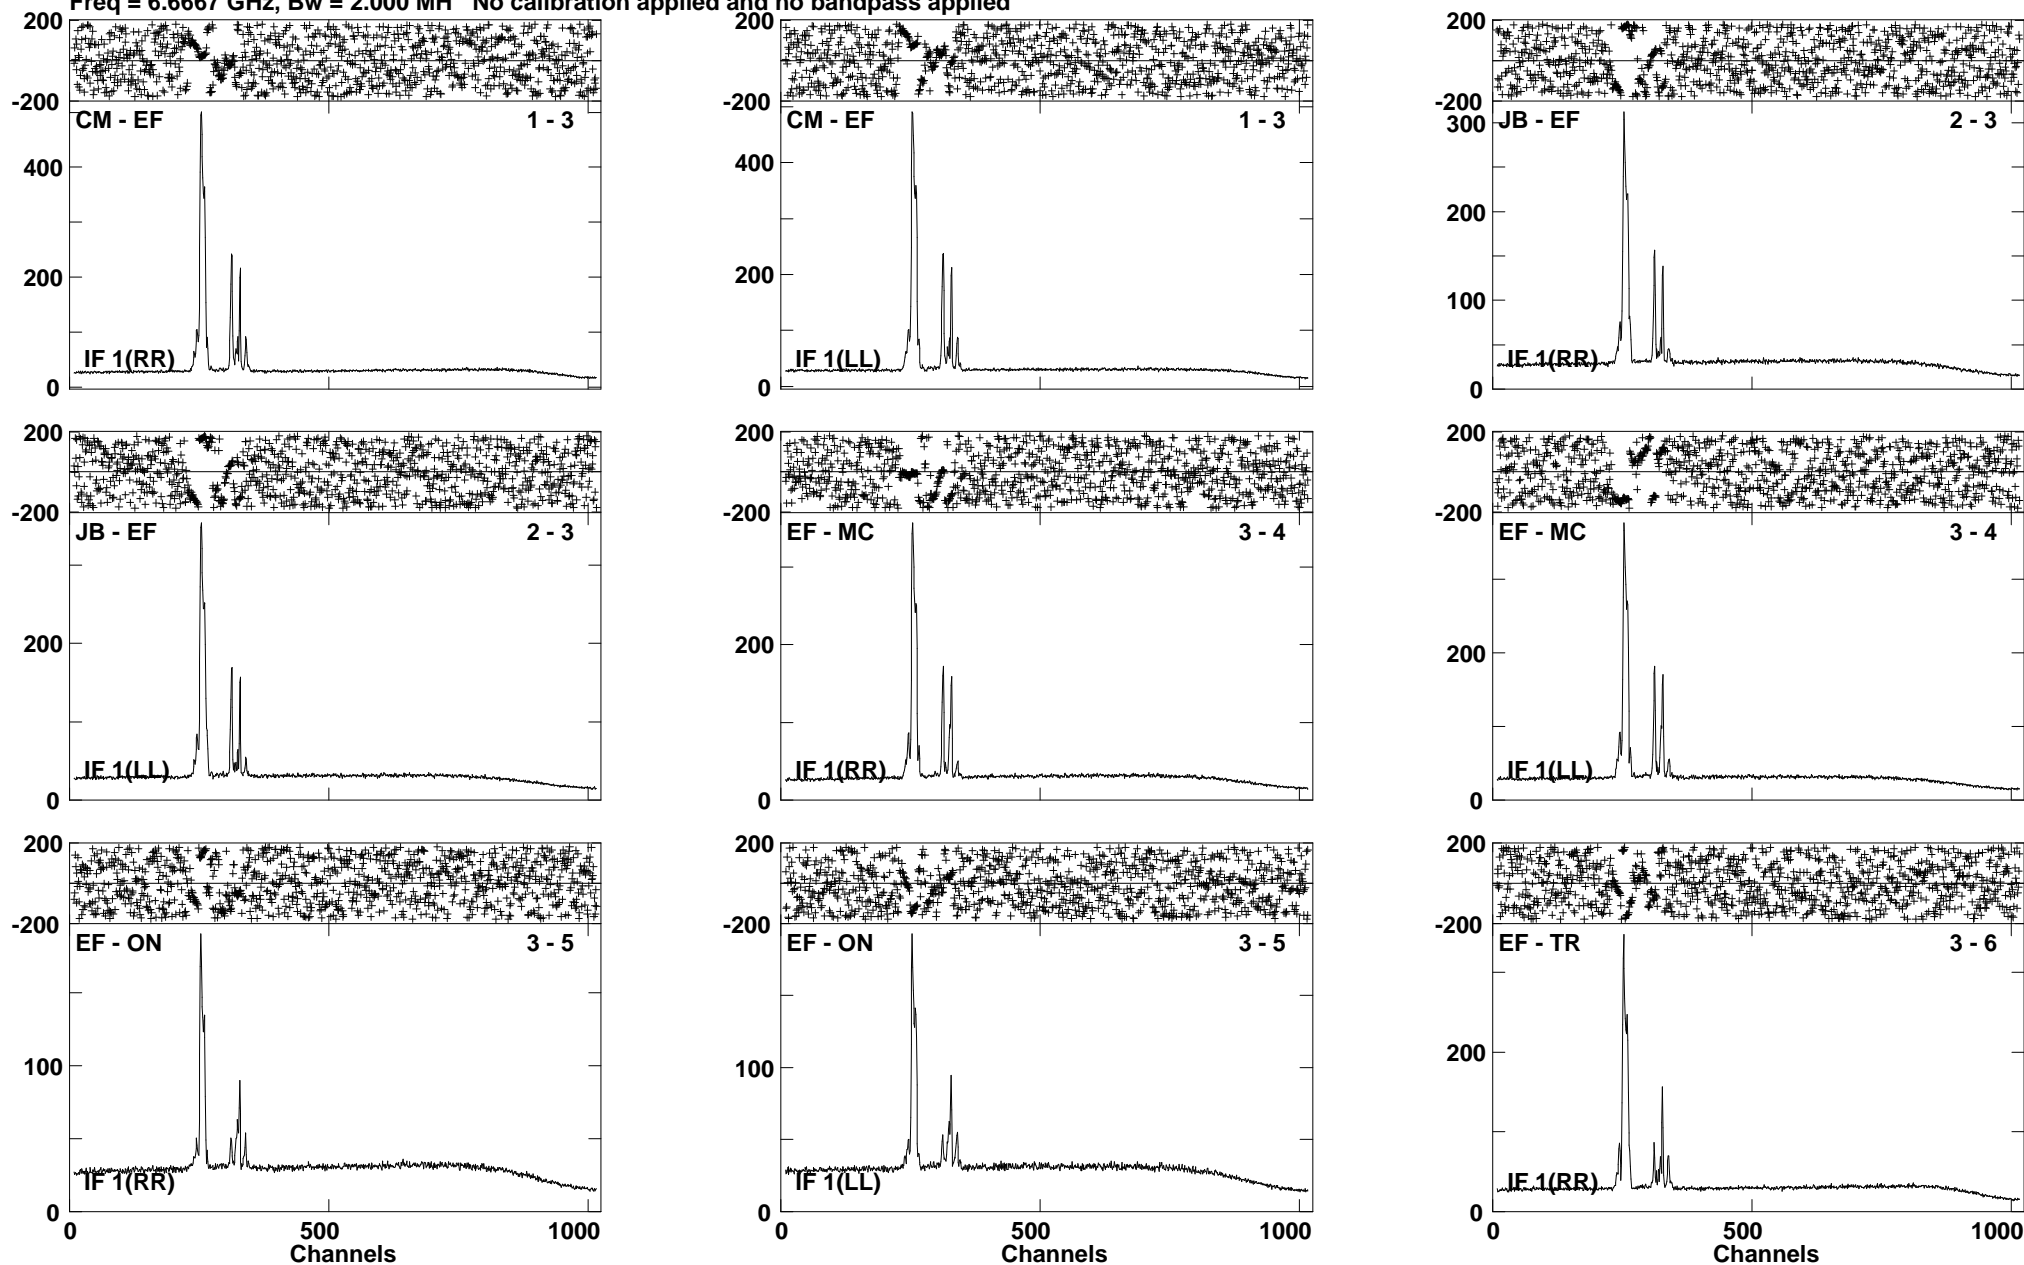 Freq = 6.6667 GHz, Bw = 2.000 MH No calibration applied and no bandpass applied
200
-200
CM - EF 1 - 3
400
200
0
IF 1(RR)
200
-200
CM - EF 1 - 3
400
200
0
IF 1(LL)
200
-200
JB - EF 2 - 3
300
200
100
0
IF 1(RR)
200
-200
JB - EF 2 - 3
200
0
IF 1(LL)
200
-200
EF - MC 3 - 4
200
0
IF 1(RR)
200
-200
EF - MC 3 - 4
200
0
IF 1(LL)
200
-200
EF - ON 3 - 5
100
0
IF 1(RR)
0 500 1000
Channels
200
-200
EF - ON 3 - 5
100
0
IF 1(LL)
0 500 1000
Channels
200
-200
EF - TR 3 - 6
200
0
IF 1(RR)
0 500 1000
Channels